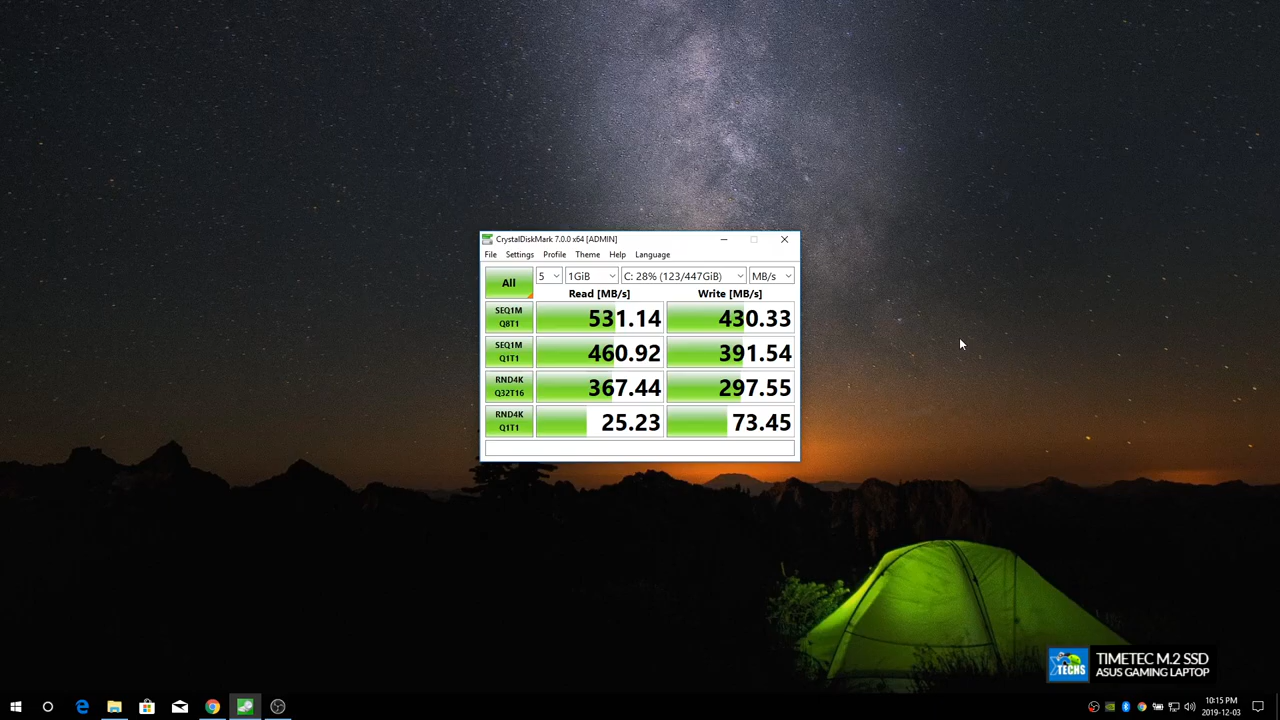 CrystalDiskMark 7.0.0 x64 [ADMIN]
File Settings Profile Theme Help Language
All 5 1GiB C: 28% (123/447GiB) MB/s
Read [MB/s] Write [MB/s]
SEQ1M
Q8T1 531.14 430.33
SEQ1M
Q1T1 460.92 391.54
RND4K
Q32T16 367.44 297.55
RND4K
Q1T1 25.23 73.45
TECHS
TIMETEC M.2 SSD
ASUS GAMING LAPTOP
10:15 PM
2019-12-03